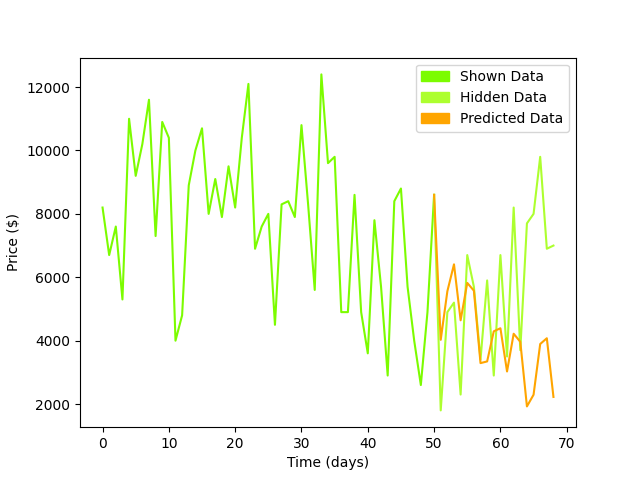 12000
10000
8000
6000
4000
2000
Price ($)
Shown Data
Hidden Data
Predicted Data
0 10 20 30 40 50 60 70
Time (days)